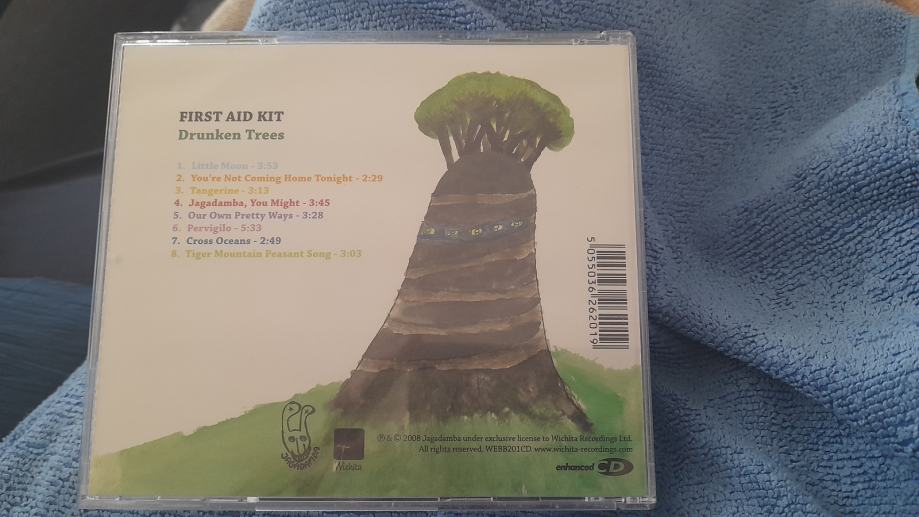 FIRST AID KIT
Drunken Trees
1. Little Moon - 3:53
2. You're Not Coming Home Tonight - 2:29
3. Tangerine - 3:13
4. Jagadamba, You Might - 3:45
5. Our Own Pretty Ways - 3:28
6. Pervigilo - 5:33
7. Cross Oceans - 2:49
8. Tiger Mountain Peasant Song - 3:03
5 055036 262019
JAGADAMBA
Wichita
℗ & © 2008 Jagadamba under exclusive license to Wichita Recordings Ltd.
All rights reserved. WEBB201CD. www.wichita-recordings.com
enhanced CD